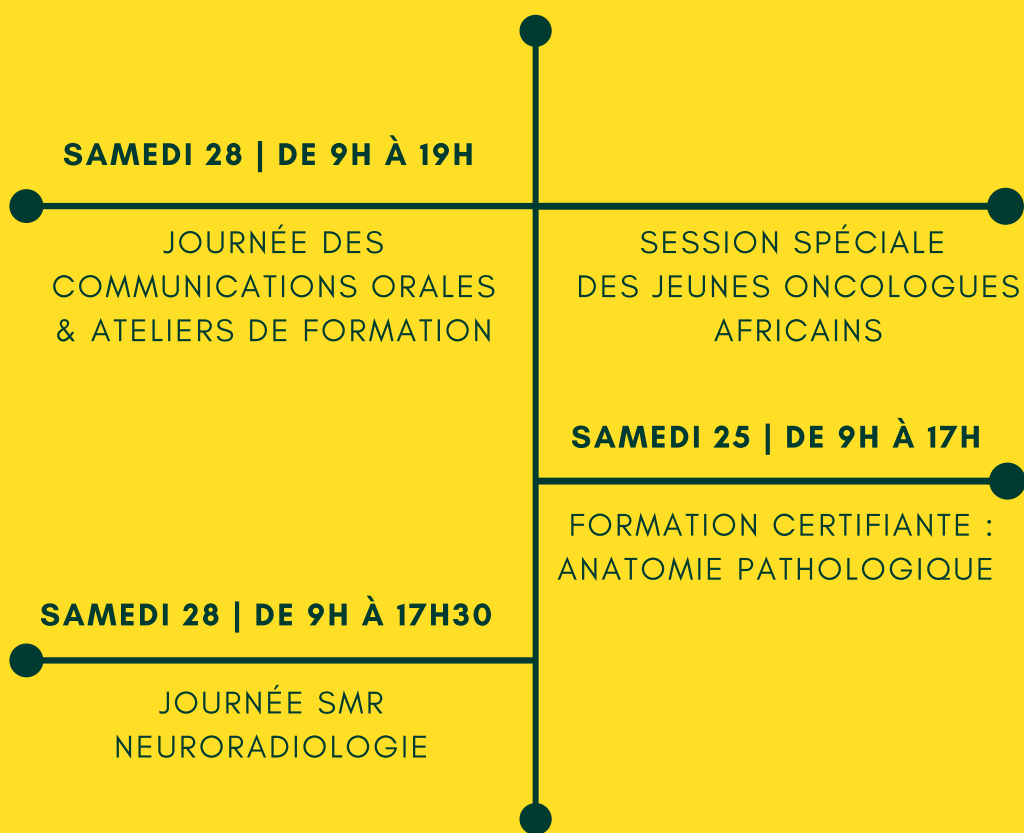 SAMEDI 28 | DE 9H À 19H
JOURNÉE DES
COMMUNICATIONS ORALES
& ATELIERS DE FORMATION
SESSION SPÉCIALE
DES JEUNES ONCOLOGUES
AFRICAINS
SAMEDI 25 | DE 9H À 17H
FORMATION CERTIFIANTE :
ANATOMIE PATHOLOGIQUE
SAMEDI 28 | DE 9H À 17H30
JOURNÉE SMR
NEURORADIOLOGIE